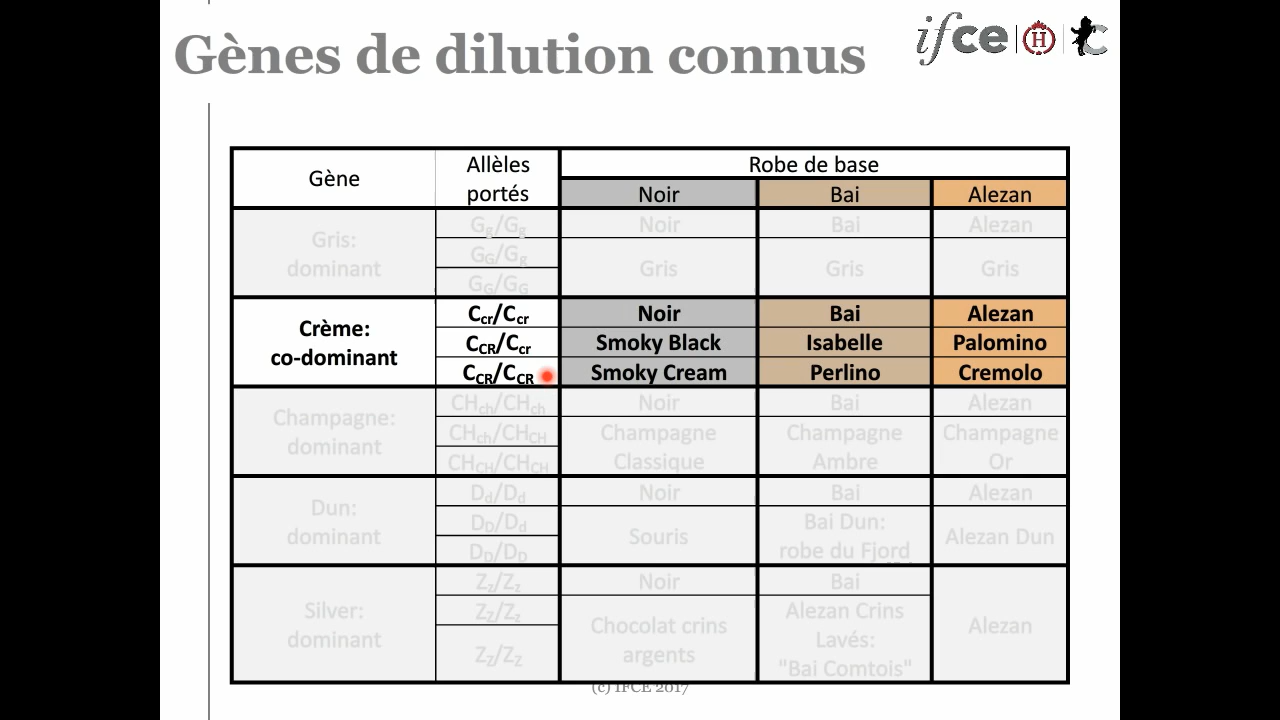 Gènes de dilution connus
ifce H C
Gène
Allèles
portés
Robe de base
Noir
Bai
Alezan
Gris:
dominant
Gg/Gg
Noir
Bai
Alezan
GG/Gg
GG/GG
Gris
Gris
Gris
Crème:
co-dominant
Ccr/Ccr
Noir
Bai
Alezan
CCR/Ccr
Smoky Black
Isabelle
Palomino
CCR/CCR
Smoky Cream
Perlino
Cremolo
Champagne:
dominant
CHch/CHch
Noir
Bai
Alezan
CHch/CHCH
CHCH/CHCH
Champagne
Classique
Champagne
Ambre
Champagne
Or
Dun:
dominant
Dd/Dd
Noir
Bai
Alezan
DD/Dd
DD/DD
Souris
Bai Dun:
robe du Fjord
Alezan Dun
Silver:
dominant
Zz/Zz
Noir
Bai
ZZ/Zz
ZZ/ZZ
Chocolat crins
argents
Alezan Crins
Lavés:
"Bai Comtois"
Alezan
(c) IFCE 2017